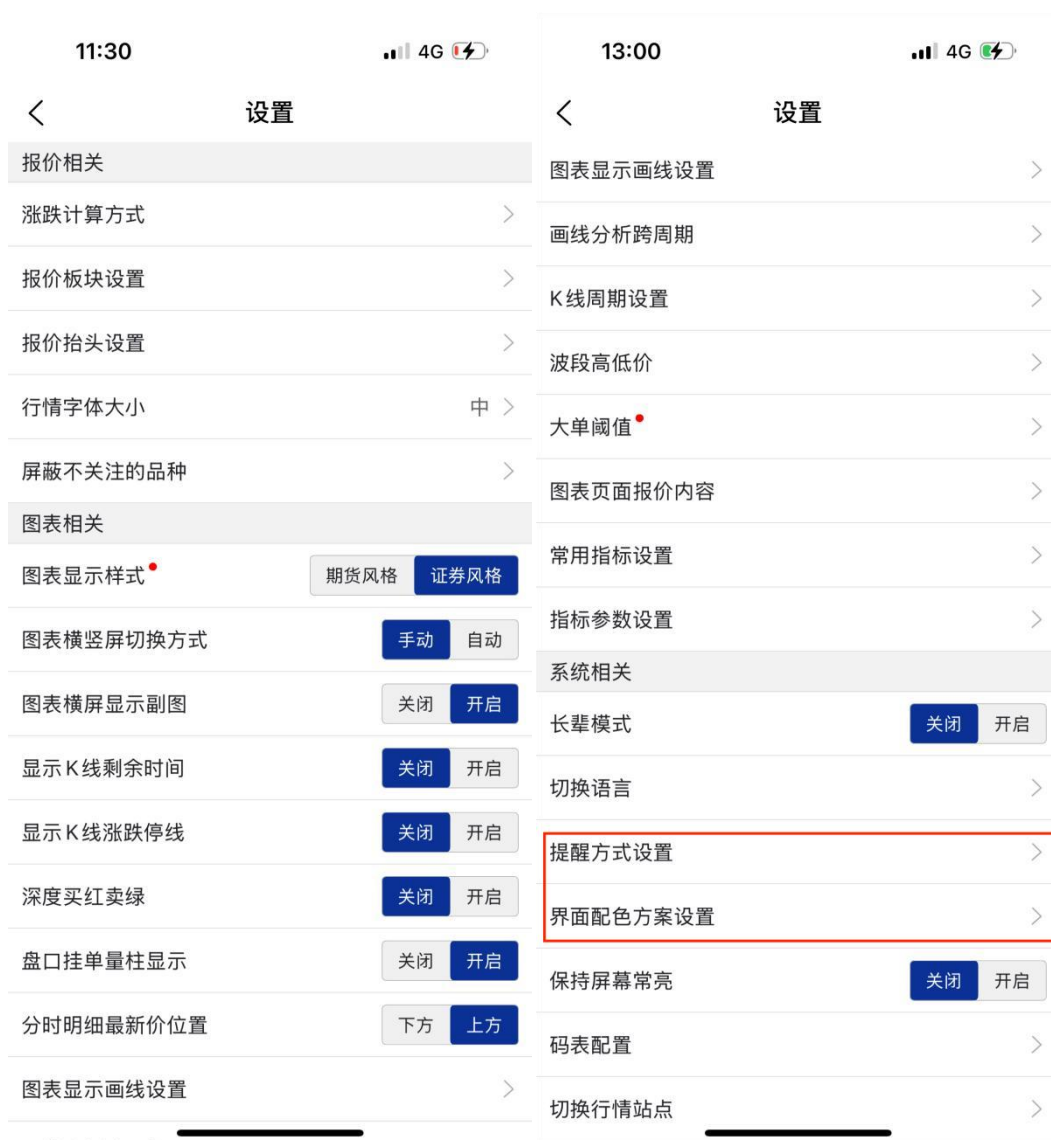 11:30 4G
设置
报价相关
涨跌计算方式
报价板块设置
报价抬头设置
行情字体大小 中
屏蔽不关注的品种
图表相关
图表显示样式 期货风格 证券风格
图表横竖屏切换方式 手动 自动
图表横屏显示副图 关闭 开启
显示K线剩余时间 关闭 开启
显示K线涨跌停线 关闭 开启
深度买红卖绿 关闭 开启
盘口挂单量柱显示 关闭 开启
分时明细最新价位置 下方 上方
图表显示画线设置
13:00 4G
设置
图表显示画线设置
画线分析跨周期
K线周期设置
波段高低价
大单阈值
图表页面报价内容
常用指标设置
指标参数设置
系统相关
长辈模式 关闭 开启
切换语言
提醒方式设置
界面配色方案设置
保持屏幕常亮 关闭 开启
码表配置
切换行情站点